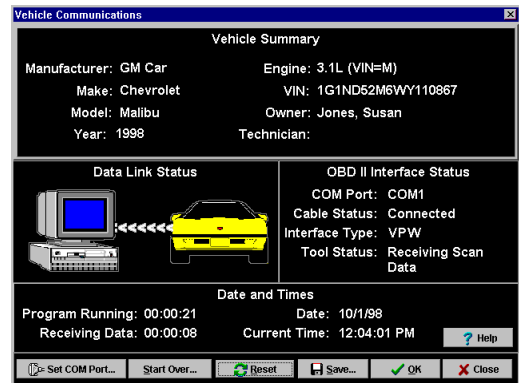 Vehicle Communications
Vehicle Summary
Manufacturer: GM Car
Engine: 3.1L (VIN=M)
Make: Chevrolet
VIN: 1G1ND52M6WY110867
Model: Malibu
Owner: Jones, Susan
Year: 1998
Technician:
Data Link Status
OBD II Interface Status
COM Port: COM1
Cable Status: Connected
Interface Type: VPW
Tool Status: Receiving Scan
Data
Date and Times
Program Running: 00:00:21
Date: 10/1/98
Receiving Data: 00:00:08
Current Time: 12:04:01 PM
? Help
Set COM Port...
Start Over...
Reset
Save...
OK
Close